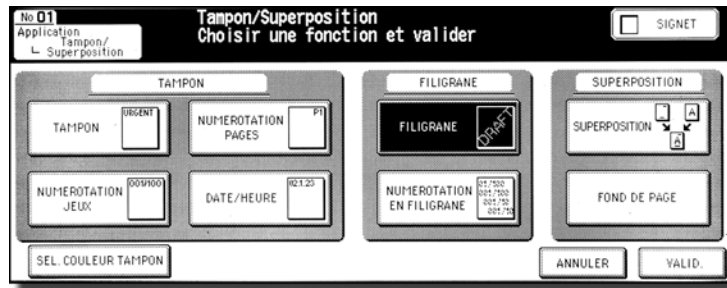 No 01
Application
Tampon/
Superposition
Tampon/Superposition
Choisir une fonction et valider
SIGNET
TAMPON
FILIGRANE
SUPERPOSITION
TAMPON
URGENT
NUMEROTATION
PAGES
P1
FILIGRANE
DRAFT
SUPERPOSITION
A
A
NUMEROTATION
JEUX
001/100
DATE/HEURE
02.1.23
NUMEROTATION
EN FILIGRANE
FOND DE PAGE
SEL. COULEUR TAMPON
ANNULER
VALID.